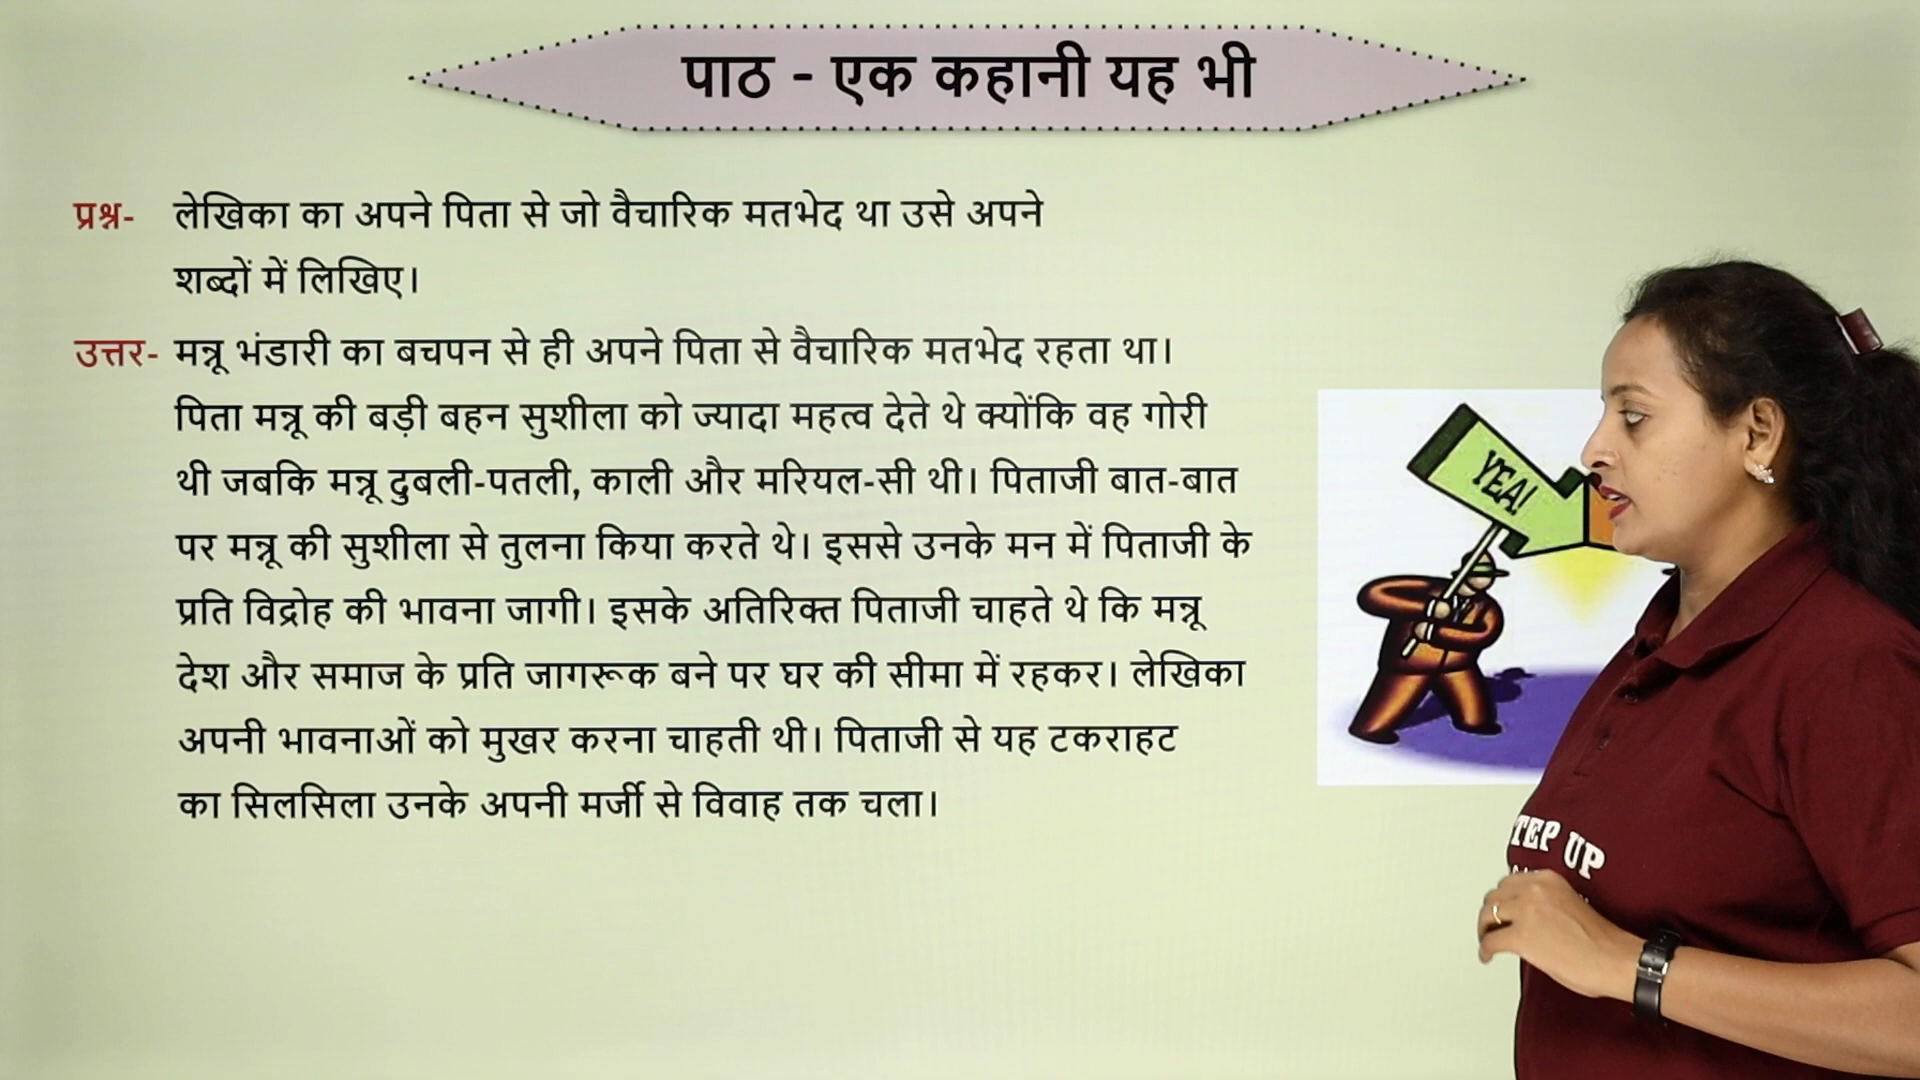 पाठ - एक कहानी यह भी
प्रश्न- लेखिका का अपने पिता से जो वैचारिक मतभेद था उसे अपने
शब्दों में लिखिए।
उत्तर- मन्नू भंडारी का बचपन से ही अपने पिता से वैचारिक मतभेद रहता था।
पिता मन्नू की बड़ी बहन सुशीला को ज्यादा महत्व देते थे क्योंकि वह गोरी
थी जबकि मन्नू दुबली-पतली, काली और मरियल-सी थी। पिताजी बात-बात
पर मन्नू की सुशीला से तुलना किया करते थे। इससे उनके मन में पिताजी के
प्रति विद्रोह की भावना जागी। इसके अतिरिक्त पिताजी चाहते थे कि मन्नू
देश और समाज के प्रति जागरूक बने पर घर की सीमा में रहकर। लेखिका
अपनी भावनाओं को मुखर करना चाहती थी। पिताजी से यह टकराहट
का सिलसिला उनके अपनी मर्जी से विवाह तक चला।
YEA!
TEP UP